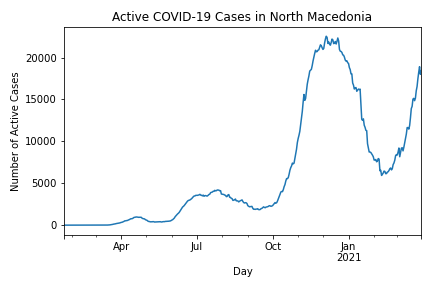 Active COVID-19 Cases in North Macedonia
Number of Active Cases
20000
15000
10000
5000
0
Apr
Jul
Oct
Jan
2021
Day